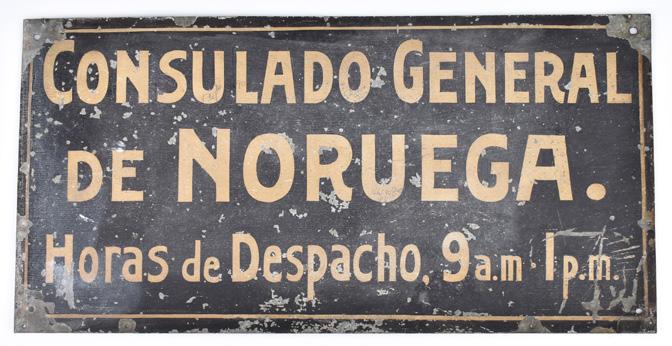 CONSULADO GENERAL
DE NORUEGA.
Horas de Despacho, 9 a.m - 1 p.m.